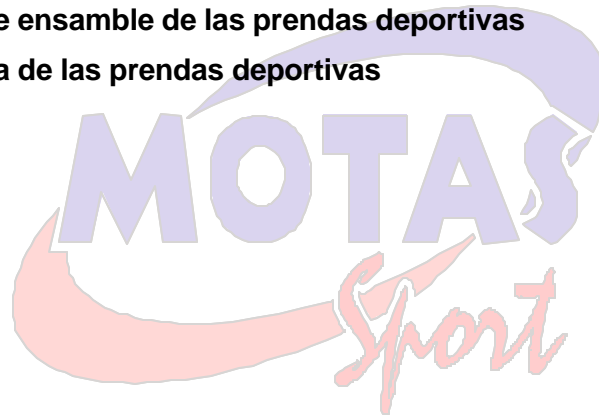 e ensamble de las prendas deportivas
a de las prendas deportivas
MOTAS
Sport